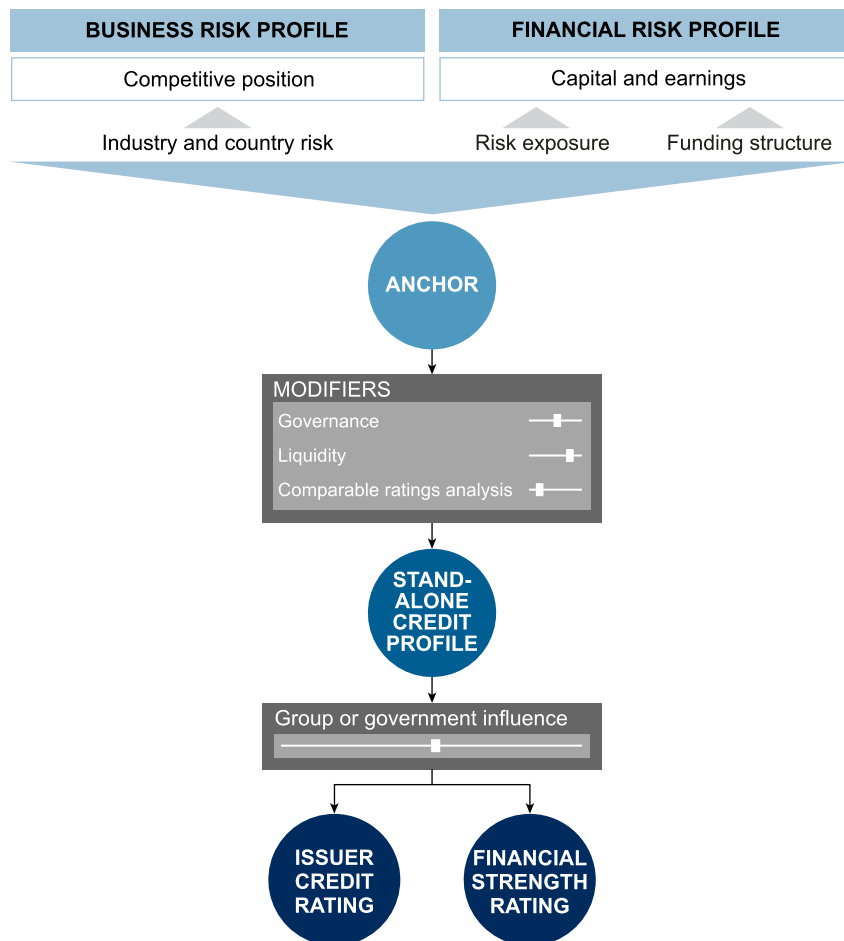 BUSINESS RISK PROFILE
FINANCIAL RISK PROFILE
Competitive position
Capital and earnings
Industry and country risk
Risk exposure
Funding structure
ANCHOR
MODIFIERS
Governance
Liquidity
Comparable ratings analysis
STAND-
ALONE
CREDIT
PROFILE
Group or government influence
ISSUER
CREDIT
RATING
FINANCIAL
STRENGTH
RATING